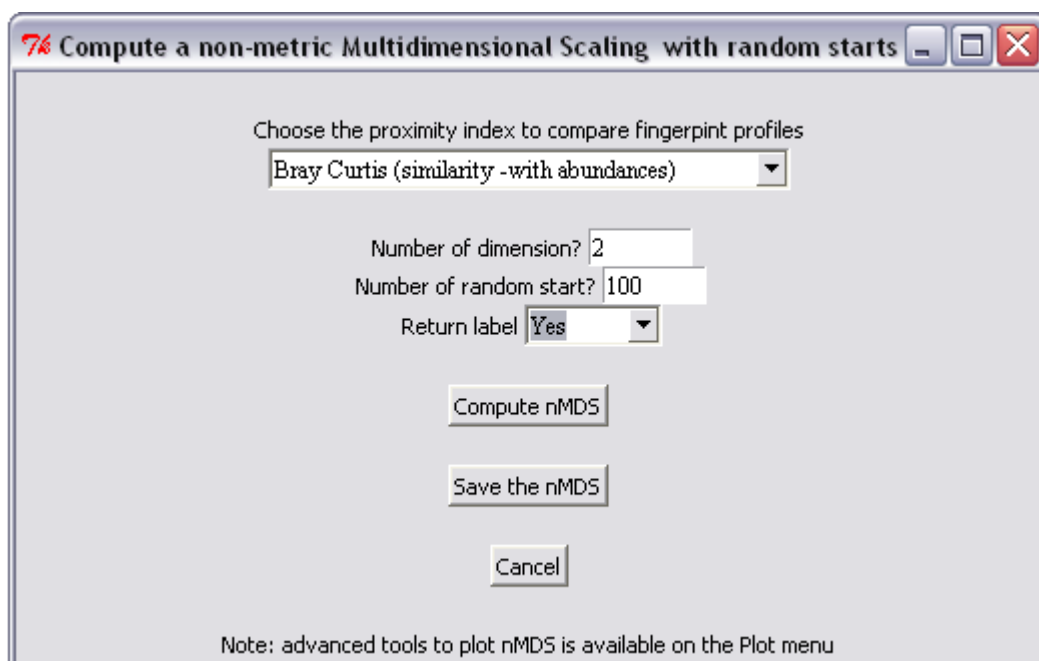 Compute a non-metric Multidimensional Scaling with random starts
Choose the proximity index to compare fingerpint profiles
Bray Curtis (similarity -with abundances)
Number of dimension? 2
Number of random start? 100
Return label Yes
Compute nMDS
Save the nMDS
Cancel
Note: advanced tools to plot nMDS is available on the Plot menu